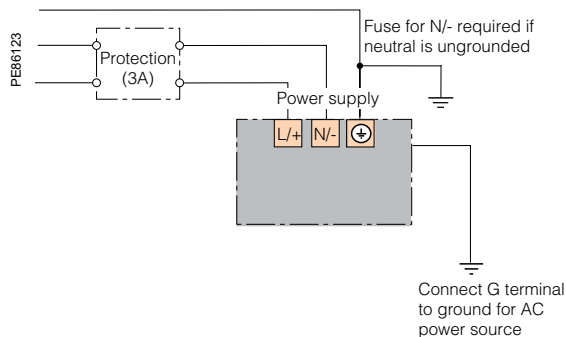 PE86123
Fuse for N/- required if
neutral is ungrounded
Protection
(3A)
Power supply
L/+ N/-
Connect G terminal
to ground for AC
power source